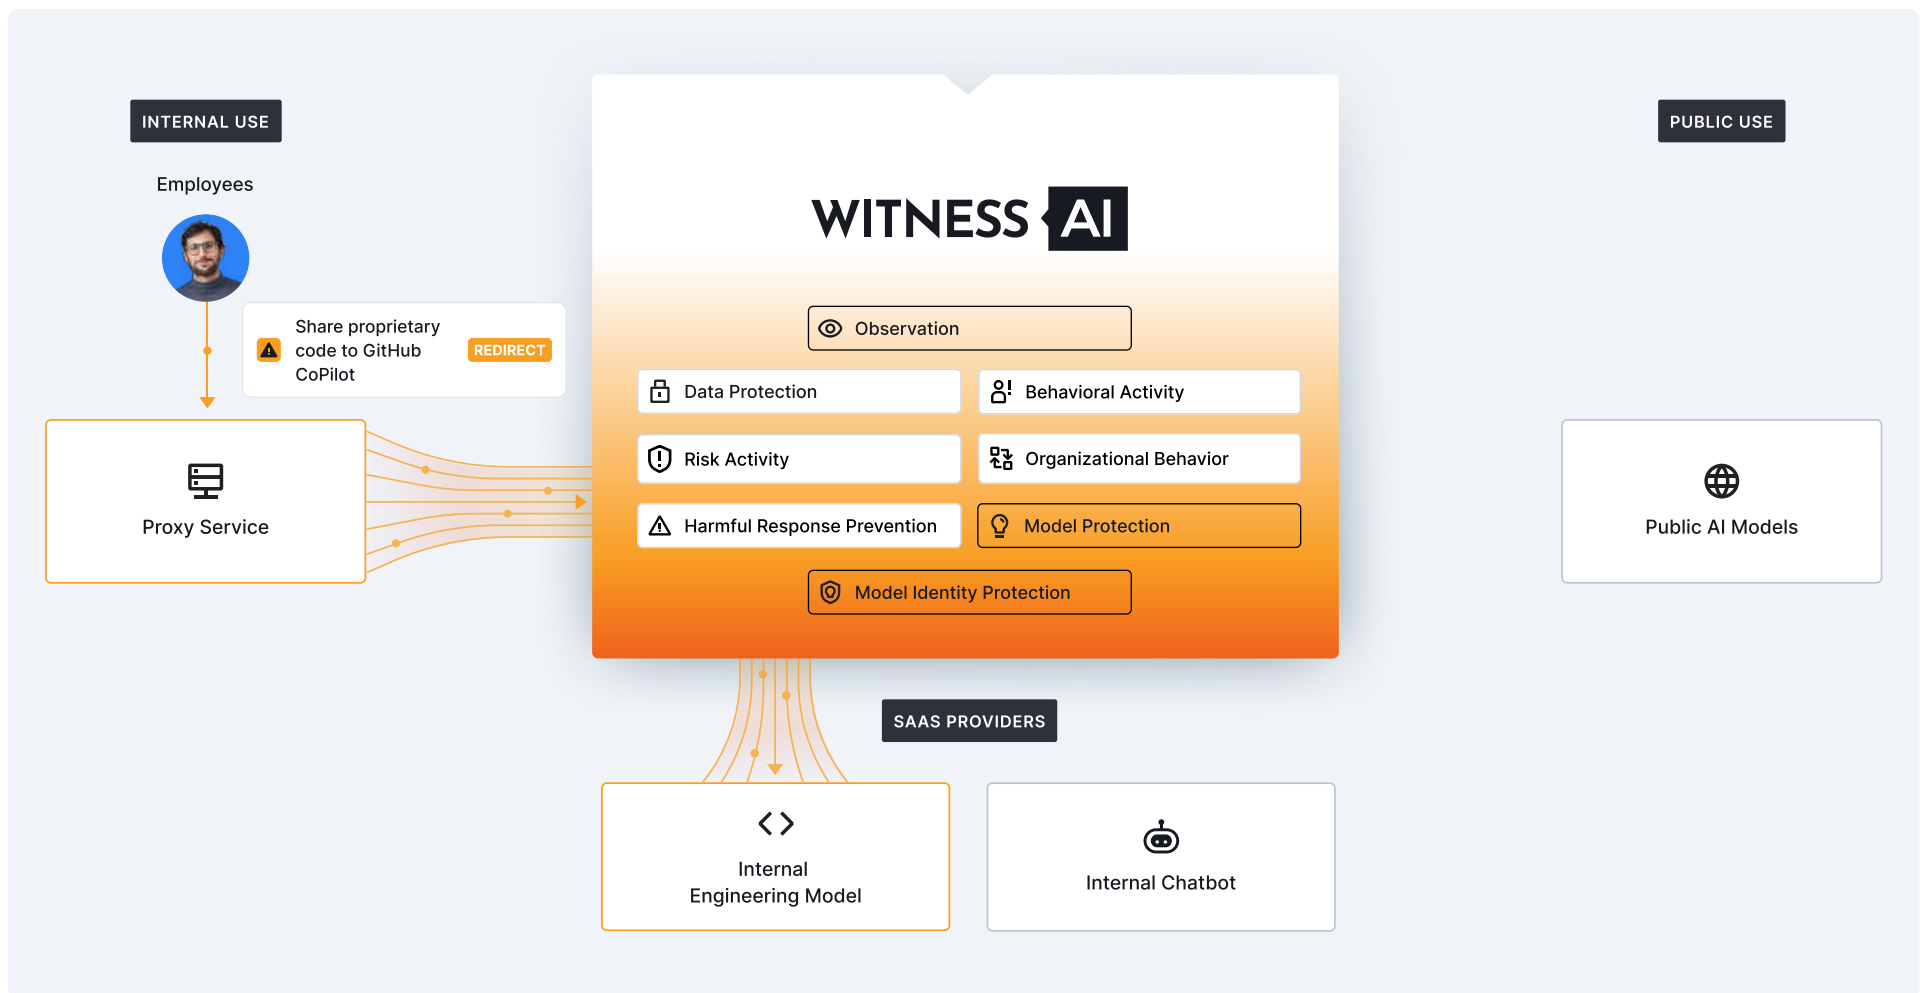 INTERNAL USE
PUBLIC USE
Employees
WITNESS AI
Share proprietary
code to GitHub
CoPilot
REDIRECT
Observation
Data Protection
Behavioral Activity
Risk Activity
Organizational Behavior
Harmful Response Prevention
Model Protection
Model Identity Protection
Proxy Service
Public AI Models
SAAS PROVIDERS
Internal
Engineering Model
Internal Chatbot